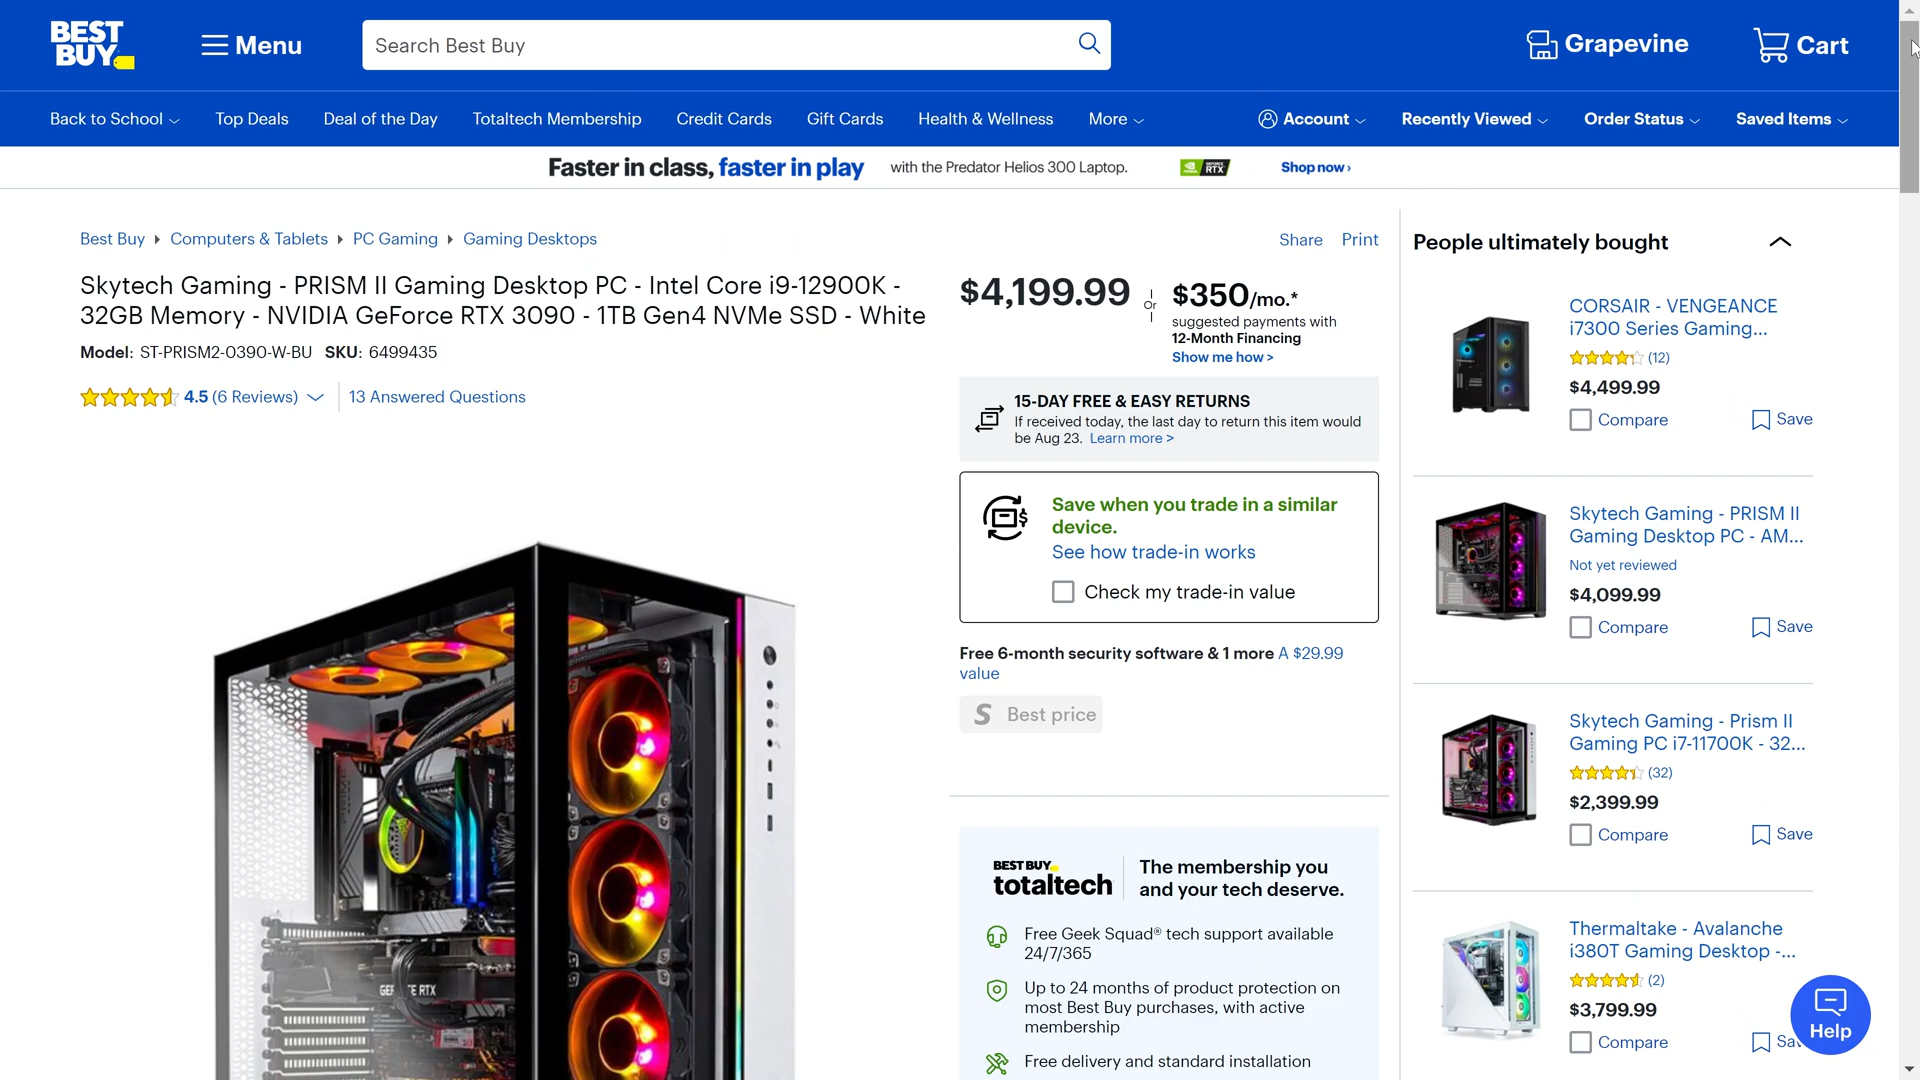 BEST BUY
Menu
Search Best Buy
Grapevine
Cart
Back to School
Top Deals
Deal of the Day
Totaltech Membership
Credit Cards
Gift Cards
Health & Wellness
More
Account
Recently Viewed
Order Status
Saved Items
Faster in class, faster in play
with the Predator Helios 300 Laptop.
GEFORCE RTX
Shop now ›
Best Buy
Computers & Tablets
PC Gaming
Gaming Desktops
Share
Print
Skytech Gaming - PRISM II Gaming Desktop PC - Intel Core i9-12900K -
32GB Memory - NVIDIA GeForce RTX 3090 - 1TB Gen4 NVMe SSD - White
Model: ST-PRISM2-0390-W-BU SKU: 6499435
4.5 (6 Reviews)
13 Answered Questions
$4,199.99
Or
$350/mo.*
suggested payments with
12-Month Financing
Show me how >
15-DAY FREE & EASY RETURNS
If received today, the last day to return this item would
be Aug 23. Learn more >
Save when you trade in a similar
device.
See how trade-in works
Check my trade-in value
Free 6-month security software & 1 more A $29.99
value
S Best price
BEST BUY
totaltech
The membership you
and your tech deserve.
Free Geek Squad® tech support available
24/7/365
Up to 24 months of product protection on
most Best Buy purchases, with active
membership
Free delivery and standard installation
People ultimately bought
CORSAIR - VENGEANCE
i7300 Series Gaming...
(12)
$4,499.99
Compare
Save
Skytech Gaming - PRISM II
Gaming Desktop PC - AM...
Not yet reviewed
$4,099.99
Compare
Save
Skytech Gaming - Prism II
Gaming PC i7-11700K - 32...
(32)
$2,399.99
Compare
Save
Thermaltake - Avalanche
i380T Gaming Desktop -...
(2)
$3,799.99
Compare
Help